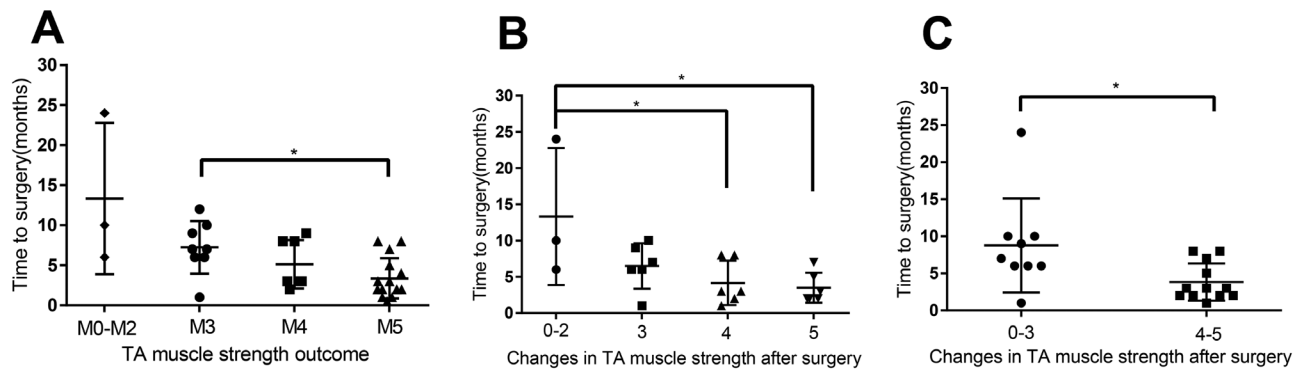 A
Time to surgery(months)
30
25
20
15
10
5
0
*
M0-M2 M3 M4 M5
TA muscle strength outcome
B
Time to surgery(months)
30
25
20
15
10
5
0
*
*
0-2 3 4 5
Changes in TA muscle strength after surgery
C
Time to surgery(months)
30
25
20
15
10
5
0
*
0-3 4-5
Changes in TA muscle strength after surgery